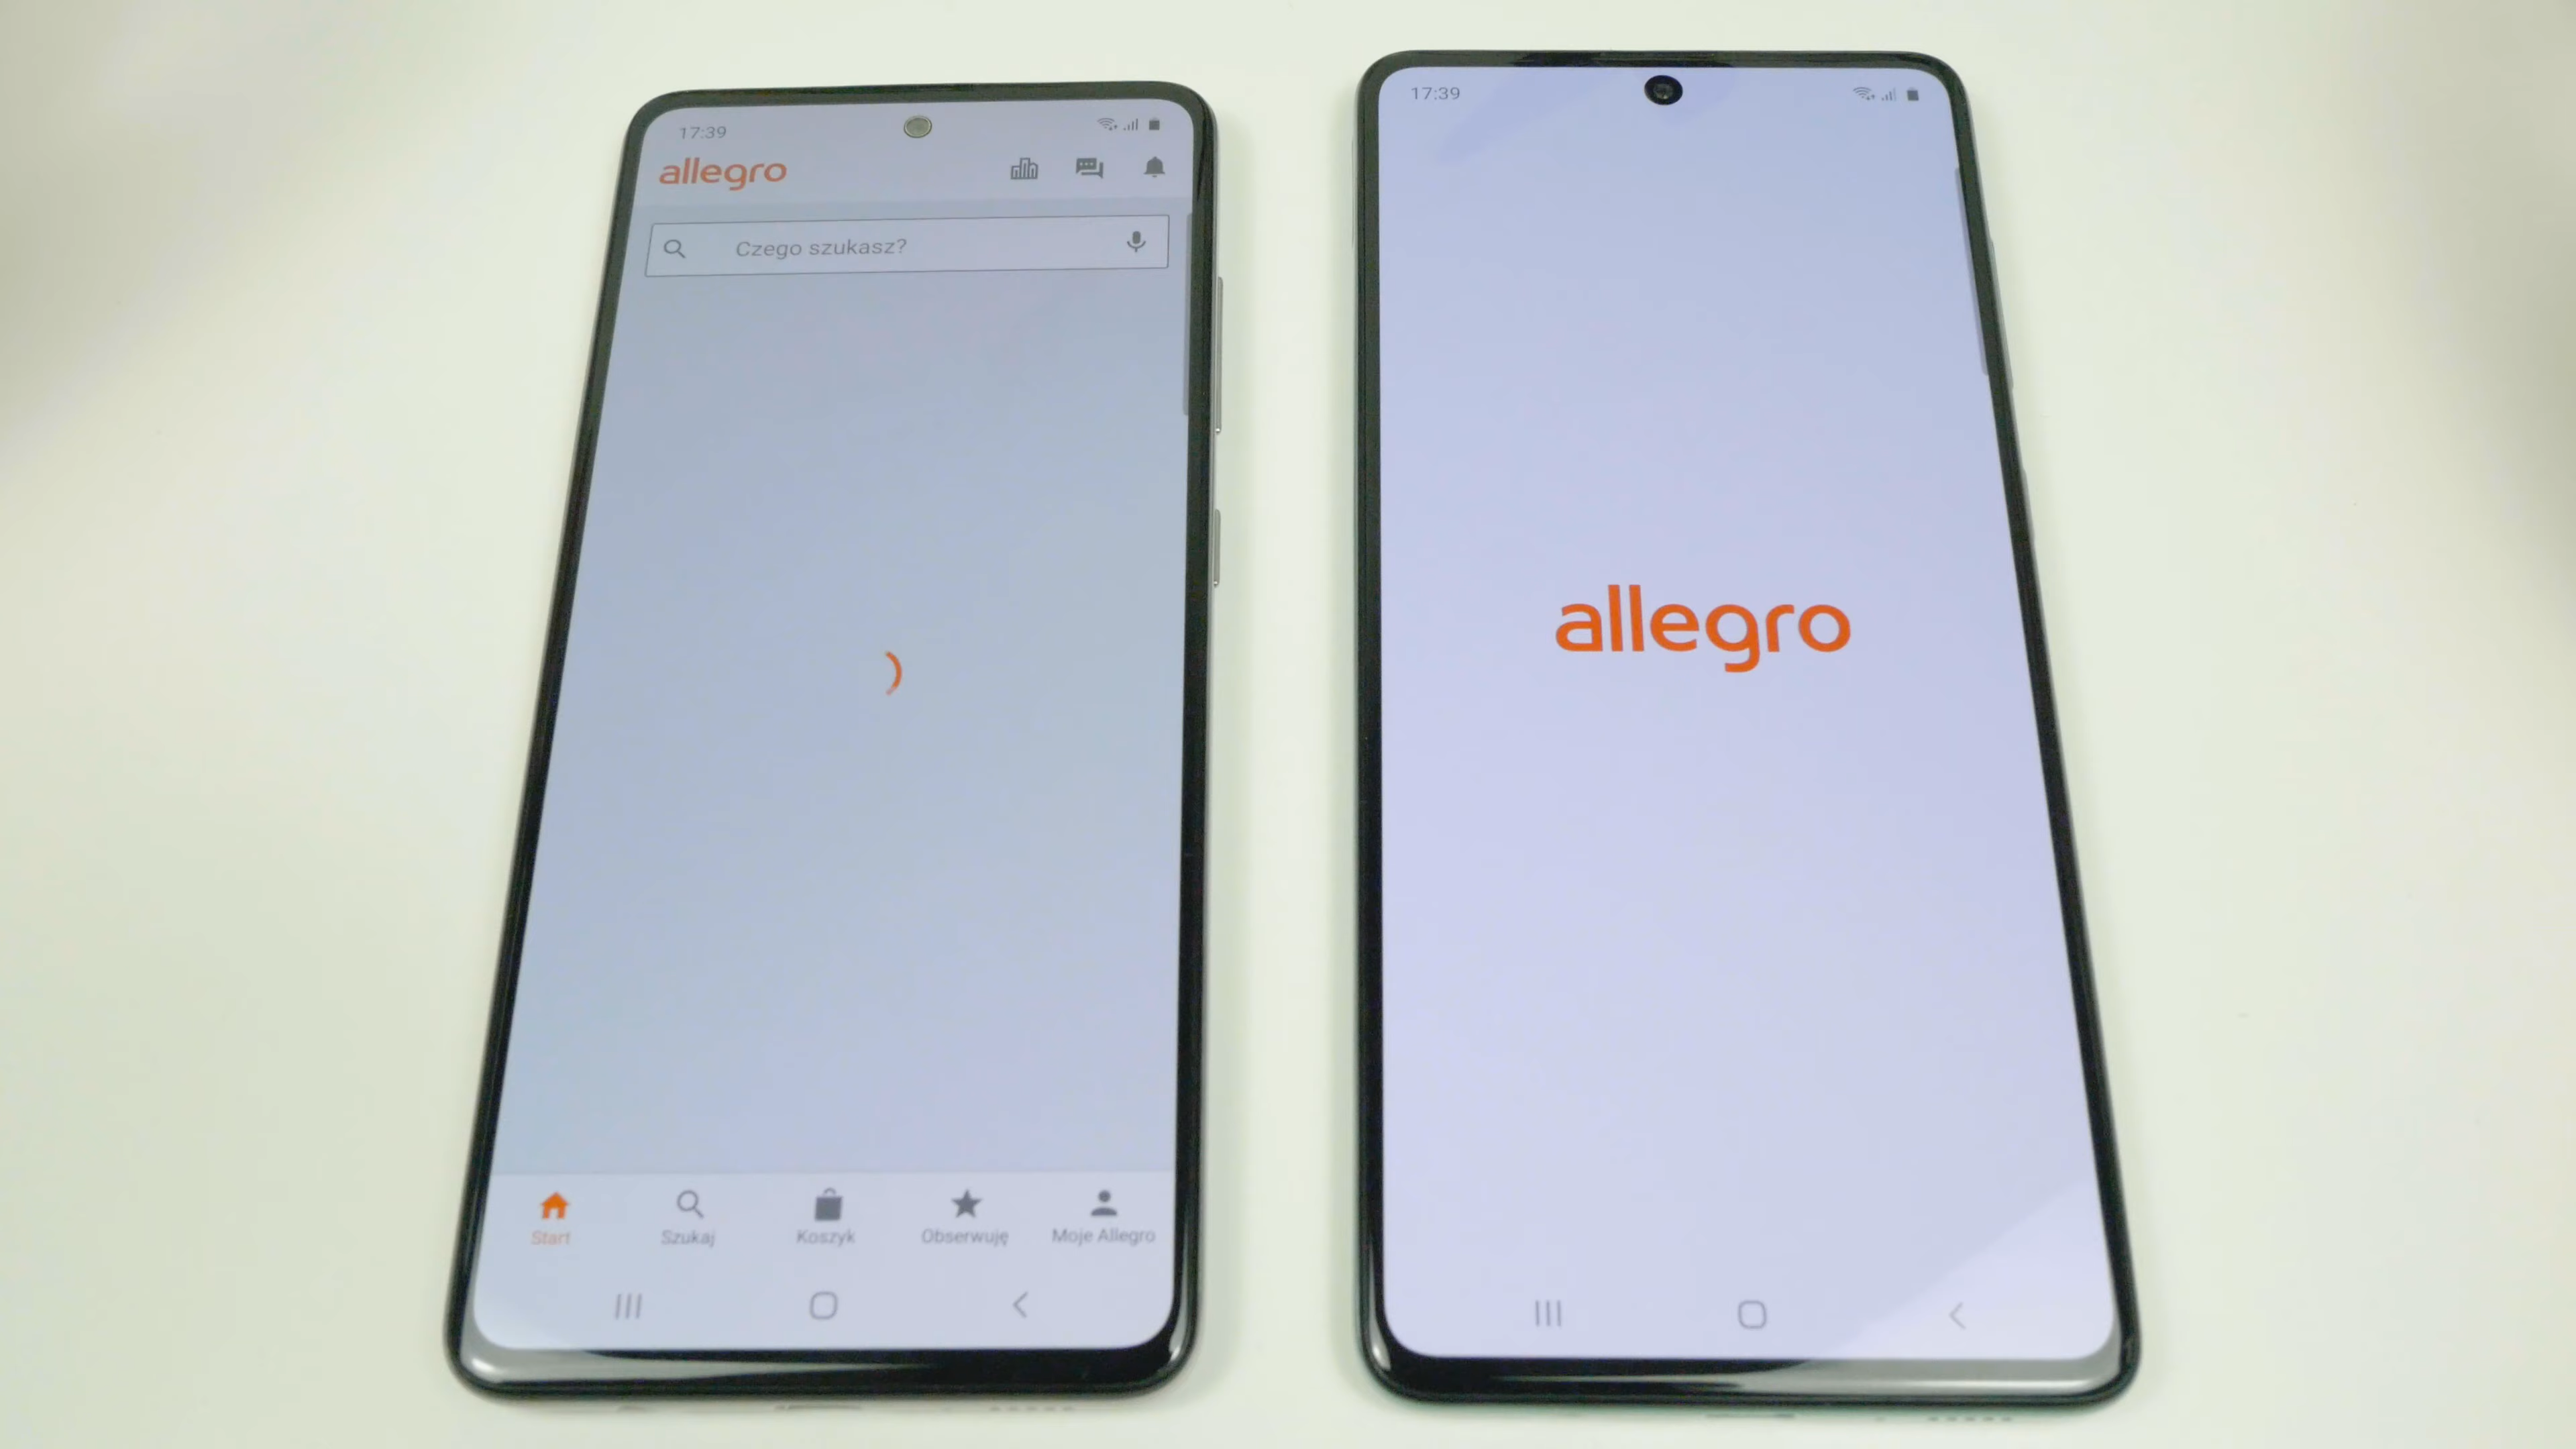 17:39
allegro
Czego szukasz?
Start
Szukaj
Koszyk
Obserwuję
Moje Allegro
17:39
allegro